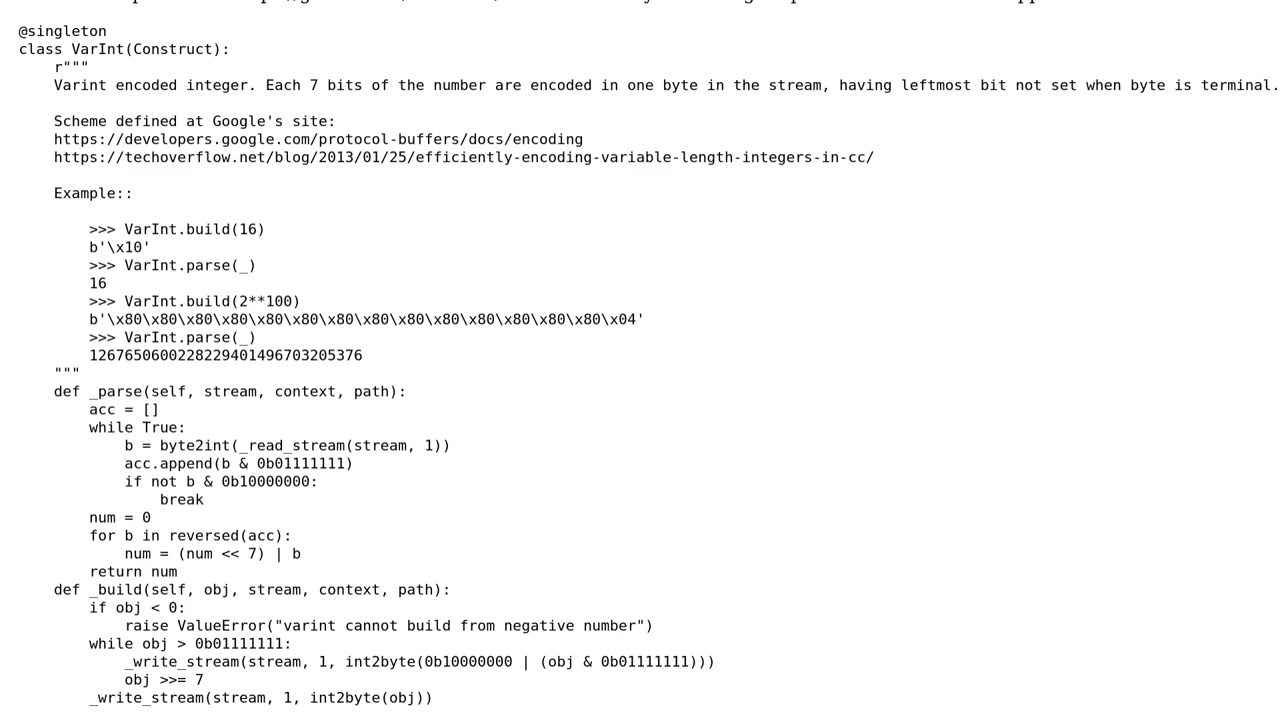 @singleton
class VarInt(Construct):
    r"""
    Varint encoded integer. Each 7 bits of the number are encoded in one byte in the stream, having leftmost bit not set when byte is terminal.

    Scheme defined at Google's site:
    https://developers.google.com/protocol-buffers/docs/encoding
    https://techoverflow.net/blog/2013/01/25/efficiently-encoding-variable-length-integers-in-cc/

    Example::

        >>> VarInt.build(16)
        b'\x10'
        >>> VarInt.parse(_)
        16
        >>> VarInt.build(2**100)
        b'\x80\x80\x80\x80\x80\x80\x80\x80\x80\x80\x80\x80\x80\x80\x04'
        >>> VarInt.parse(_)
        1267650600228229401496703205376
    """
    def _parse(self, stream, context, path):
        acc = []
        while True:
            b = byte2int(_read_stream(stream, 1))
            acc.append(b & 0b01111111)
            if not b & 0b10000000:
                break
        num = 0
        for b in reversed(acc):
            num = (num << 7) | b
        return num
    def _build(self, obj, stream, context, path):
        if obj < 0:
            raise ValueError("varint cannot build from negative number")
        while obj > 0b01111111:
            _write_stream(stream, 1, int2byte(0b10000000 | (obj & 0b01111111)))
            obj >>= 7
        _write_stream(stream, 1, int2byte(obj))